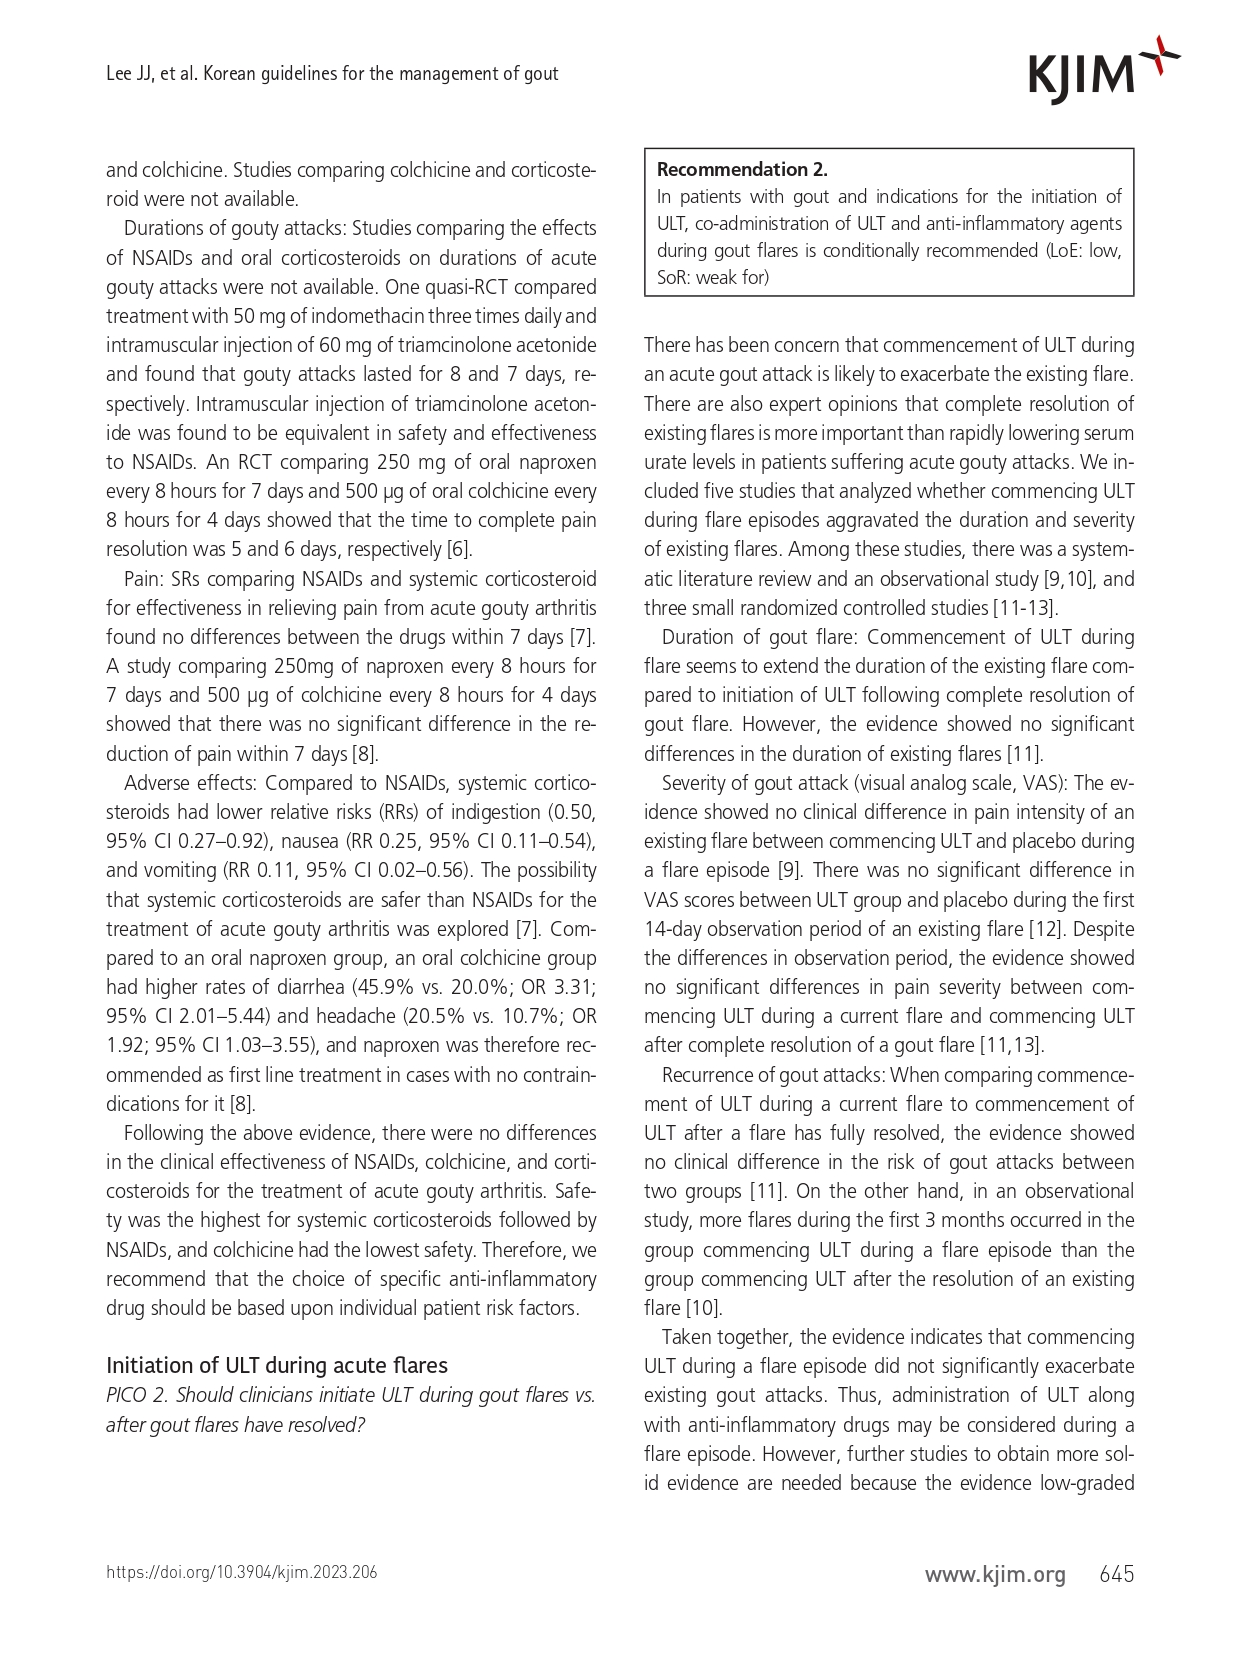 Lee JJ, et al. Korean guidelines for the management of gout
KJIM
and colchicine. Studies comparing colchicine and corticoste-
roid were not available.
Durations of gouty attacks: Studies comparing the effects
of NSAIDs and oral corticosteroids on durations of acute
gouty attacks were not available. One quasi-RCT compared
treatment with 50 mg of indomethacin three times daily and
intramuscular injection of 60 mg of triamcinolone acetonide
and found that gouty attacks lasted for 8 and 7 days, re-
spectively. Intramuscular injection of triamcinolone aceton-
ide was found to be equivalent in safety and effectiveness
to NSAIDs. An RCT comparing 250 mg of oral naproxen
every 8 hours for 7 days and 500 μg of oral colchicine every
8 hours for 4 days showed that the time to complete pain
resolution was 5 and 6 days, respectively [6].
Pain: SRs comparing NSAIDs and systemic corticosteroid
for effectiveness in relieving pain from acute gouty arthritis
found no differences between the drugs within 7 days [7].
A study comparing 250mg of naproxen every 8 hours for
7 days and 500 μg of colchicine every 8 hours for 4 days
showed that there was no significant difference in the re-
duction of pain within 7 days [8].
Adverse effects: Compared to NSAIDs, systemic cortico-
steroids had lower relative risks (RRs) of indigestion (0.50,
95% CI 0.27–0.92), nausea (RR 0.25, 95% CI 0.11–0.54),
and vomiting (RR 0.11, 95% CI 0.02–0.56). The possibility
that systemic corticosteroids are safer than NSAIDs for the
treatment of acute gouty arthritis was explored [7]. Com-
pared to an oral naproxen group, an oral colchicine group
had higher rates of diarrhea (45.9% vs. 20.0%; OR 3.31;
95% CI 2.01–5.44) and headache (20.5% vs. 10.7%; OR
1.92; 95% CI 1.03–3.55), and naproxen was therefore rec-
ommended as first line treatment in cases with no contrain-
dications for it [8].
Following the above evidence, there were no differences
in the clinical effectiveness of NSAIDs, colchicine, and corti-
costeroids for the treatment of acute gouty arthritis. Safe-
ty was the highest for systemic corticosteroids followed by
NSAIDs, and colchicine had the lowest safety. Therefore, we
recommend that the choice of specific anti-inflammatory
drug should be based upon individual patient risk factors.
Initiation of ULT during acute flares
PICO 2. Should clinicians initiate ULT during gout flares vs.
after gout flares have resolved?
Recommendation 2.
In patients with gout and indications for the initiation of
ULT, co-administration of ULT and anti-inflammatory agents
during gout flares is conditionally recommended (LoE: low,
SoR: weak for)
There has been concern that commencement of ULT during
an acute gout attack is likely to exacerbate the existing flare.
There are also expert opinions that complete resolution of
existing flares is more important than rapidly lowering serum
urate levels in patients suffering acute gouty attacks. We in-
cluded five studies that analyzed whether commencing ULT
during flare episodes aggravated the duration and severity
of existing flares. Among these studies, there was a system-
atic literature review and an observational study [9,10], and
three small randomized controlled studies [11-13].
Duration of gout flare: Commencement of ULT during
flare seems to extend the duration of the existing flare com-
pared to initiation of ULT following complete resolution of
gout flare. However, the evidence showed no significant
differences in the duration of existing flares [11].
Severity of gout attack (visual analog scale, VAS): The ev-
idence showed no clinical difference in pain intensity of an
existing flare between commencing ULT and placebo during
a flare episode [9]. There was no significant difference in
VAS scores between ULT group and placebo during the first
14-day observation period of an existing flare [12]. Despite
the differences in observation period, the evidence showed
no significant differences in pain severity between com-
mencing ULT during a current flare and commencing ULT
after complete resolution of a gout flare [11,13].
Recurrence of gout attacks: When comparing commence-
ment of ULT during a current flare to commencement of
ULT after a flare has fully resolved, the evidence showed
no clinical difference in the risk of gout attacks between
two groups [11]. On the other hand, in an observational
study, more flares during the first 3 months occurred in the
group commencing ULT during a flare episode than the
group commencing ULT after the resolution of an existing
flare [10].
Taken together, the evidence indicates that commencing
ULT during a flare episode did not significantly exacerbate
existing gout attacks. Thus, administration of ULT along
with anti-inflammatory drugs may be considered during a
flare episode. However, further studies to obtain more sol-
id evidence are needed because the evidence low-graded
https://doi.org/10.3904/kjim.2023.206
www.kjim.org 645